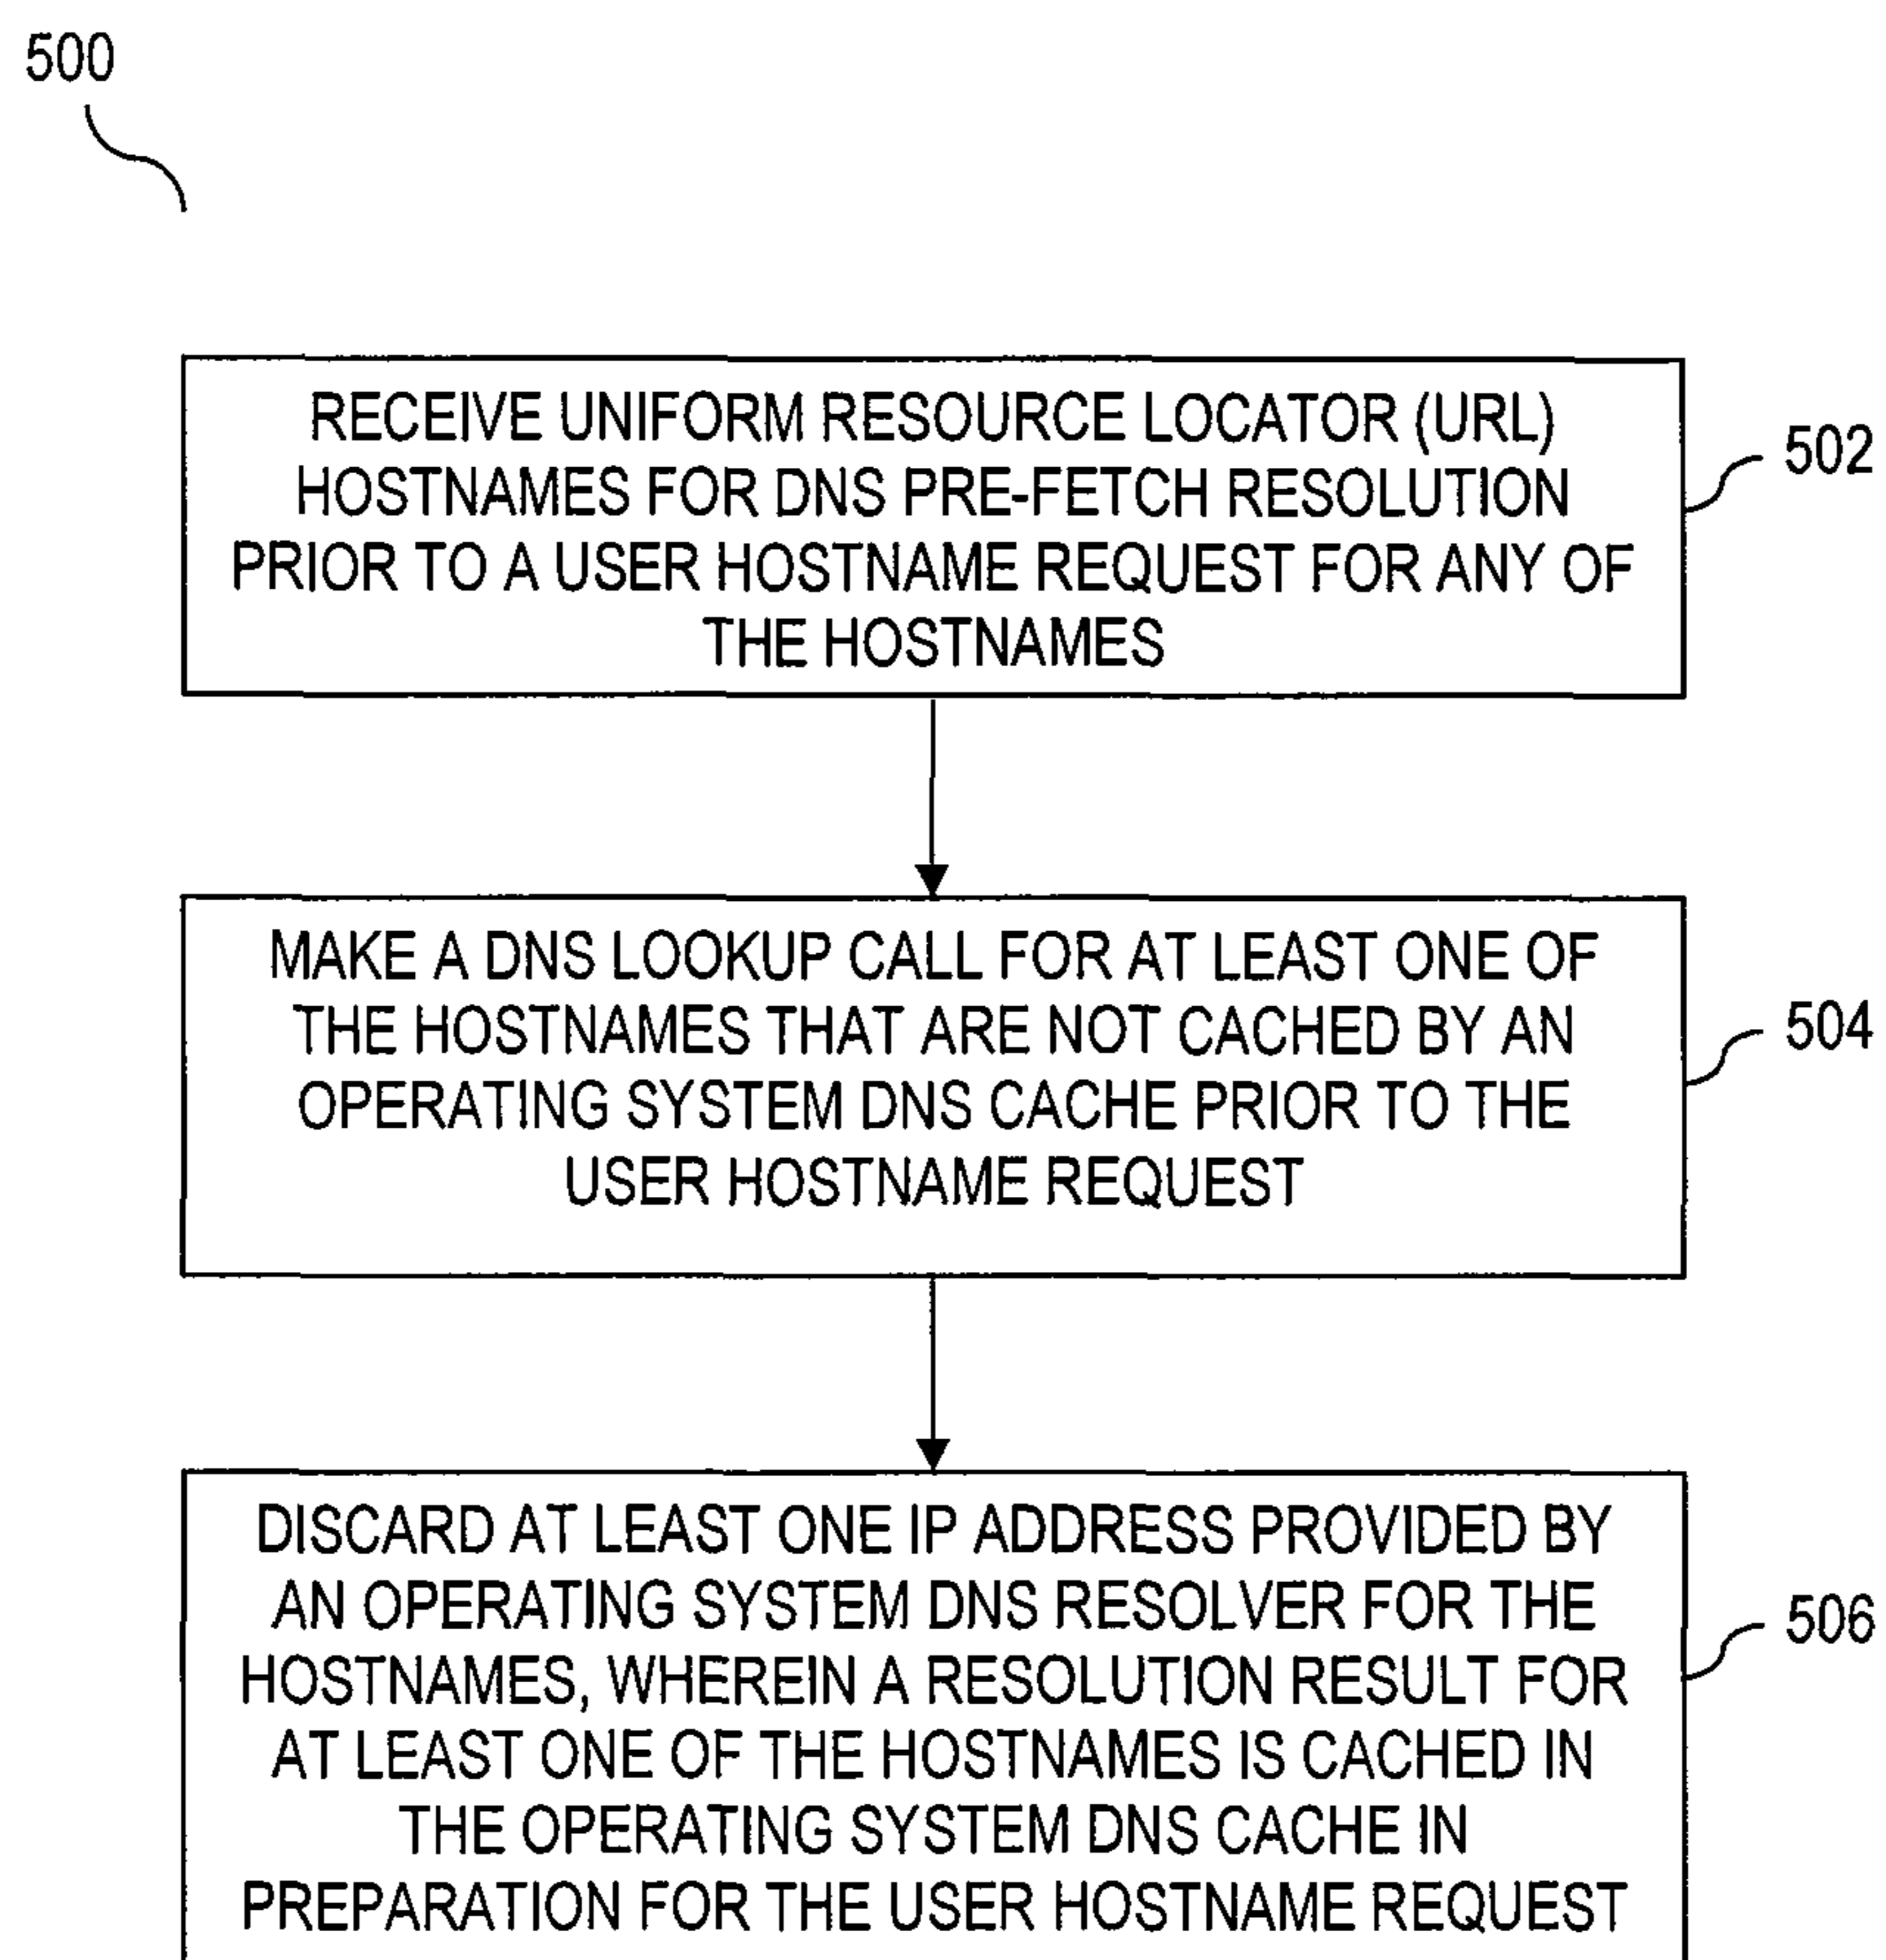 500
RECEIVE UNIFORM RESOURCE LOCATOR (URL)
HOSTNAMES FOR DNS PRE-FETCH RESOLUTION
PRIOR TO A USER HOSTNAME REQUEST FOR ANY OF
THE HOSTNAMES
502
MAKE A DNS LOOKUP CALL FOR AT LEAST ONE OF
THE HOSTNAMES THAT ARE NOT CACHED BY AN
OPERATING SYSTEM DNS CACHE PRIOR TO THE
USER HOSTNAME REQUEST
504
DISCARD AT LEAST ONE IP ADDRESS PROVIDED BY
AN OPERATING SYSTEM DNS RESOLVER FOR THE
HOSTNAMES, WHEREIN A RESOLUTION RESULT FOR
AT LEAST ONE OF THE HOSTNAMES IS CACHED IN
THE OPERATING SYSTEM DNS CACHE IN
PREPARATION FOR THE USER HOSTNAME REQUEST
506